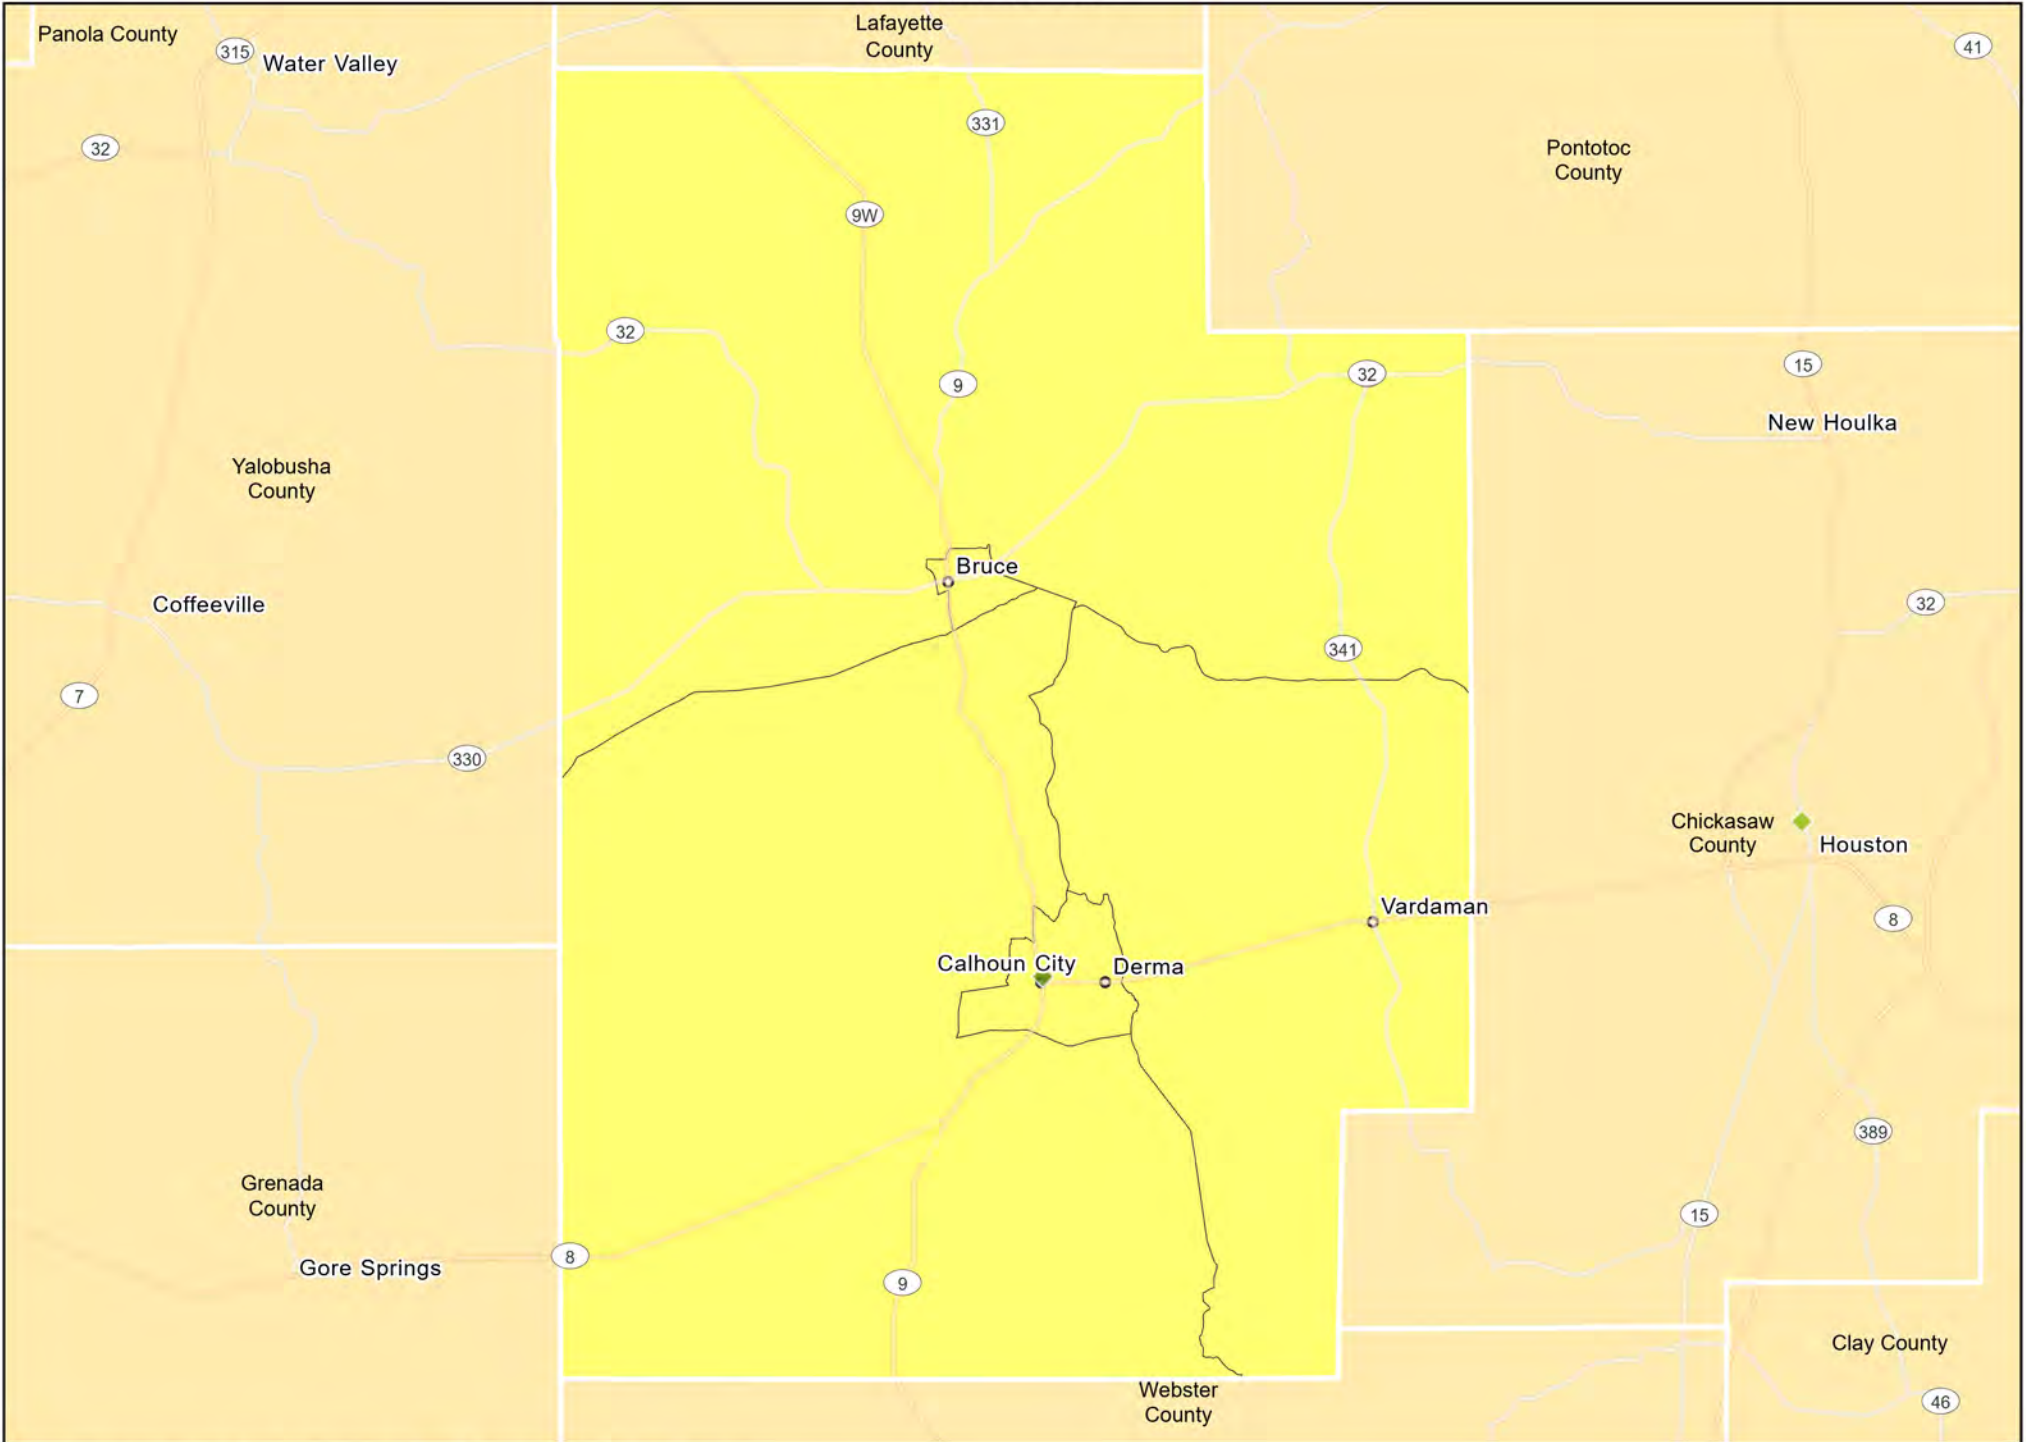 Panola County
Lafayette
County
315
Water Valley
41
331
32
Pontotoc
County
9W
32
9
32
15
New Houlka
Yalobusha
County
Bruce
Coffeeville
32
341
7
330
Chickasaw
County
Houston
Vardaman
8
Calhoun City
Derma
389
Grenada
County
15
8
Gore Springs
9
Clay County
Webster
County
46